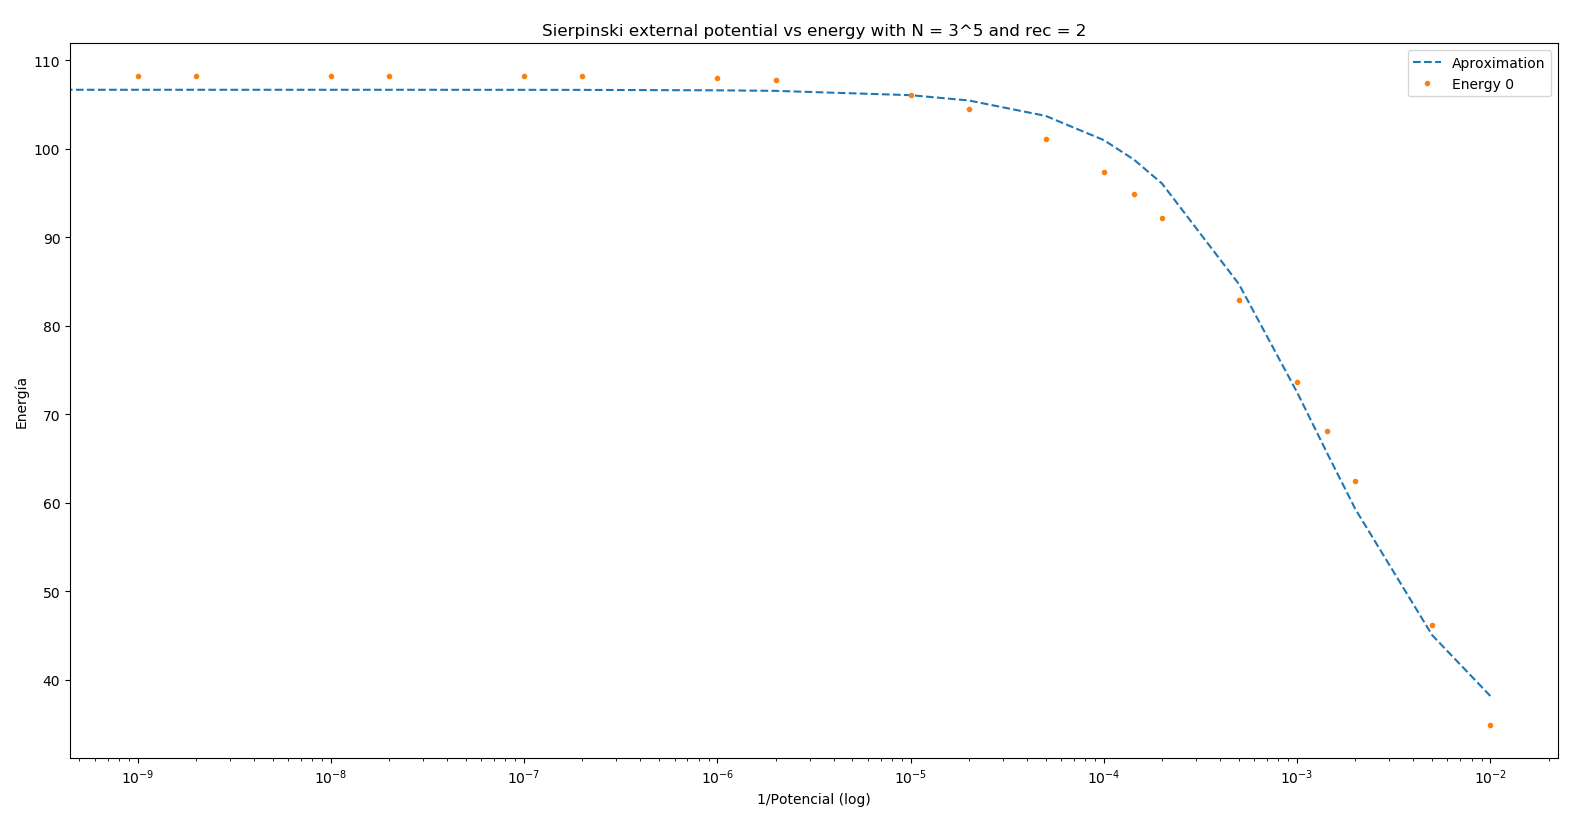 Sierpinski external potential vs energy with N = 3^5 and rec = 2
Aproximation
Energy 0
110
100
90
80
70
60
50
40
Energía
10⁻⁹ 10⁻⁸ 10⁻⁷ 10⁻⁶ 10⁻⁵ 10⁻⁴ 10⁻³ 10⁻²
1/Potencial (log)